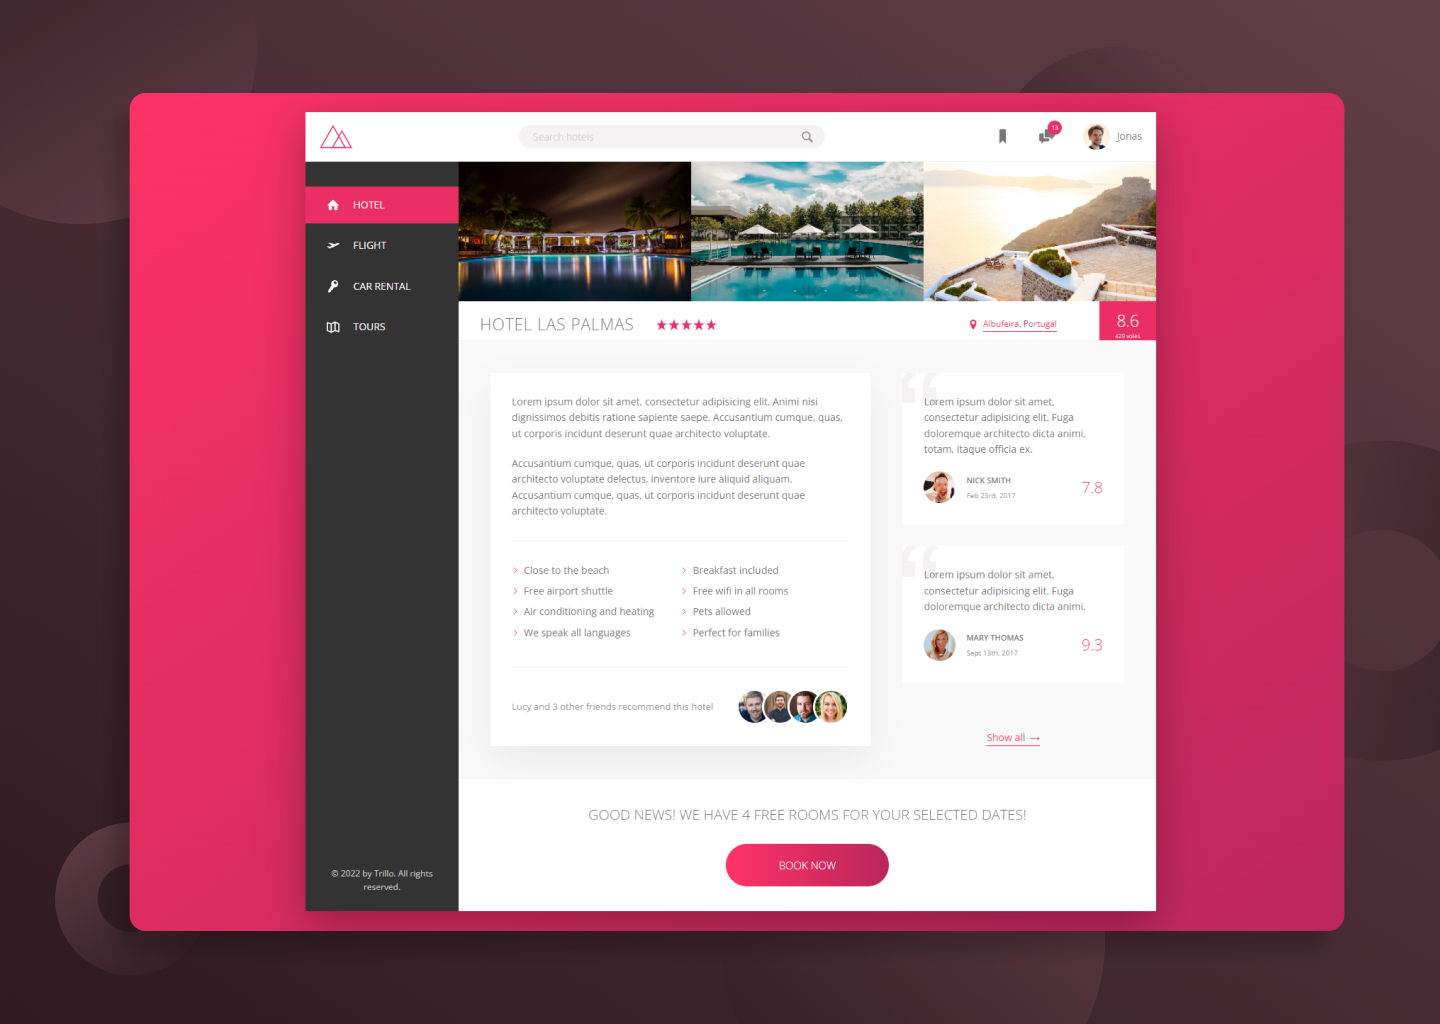 Search hotels
13
Jonas
HOTEL
FLIGHT
CAR RENTAL
TOURS
HOTEL LAS PALMAS
Albufeira, Portugal
8.6
429 votes
Lorem ipsum dolor sit amet, consectetur adipisicing elit. Animi nisi
dignissimos debitis ratione sapiente saepe. Accusantium cumque, quas,
ut corporis incidunt deserunt quae architecto voluptate.
Accusantium cumque, quas, ut corporis incidunt deserunt quae
architecto voluptate delectus, inventore iure aliquid aliquam.
Accusantium cumque, quas, ut corporis incidunt deserunt quae
architecto voluptate.
Close to the beach
Free airport shuttle
Air conditioning and heating
We speak all languages
Breakfast included
Free wifi in all rooms
Pets allowed
Perfect for families
Lucy and 3 other friends recommend this hotel
Lorem ipsum dolor sit amet,
consectetur adipisicing elit. Fuga
doloremque architecto dicta animi,
totam, itaque officia ex.
NICK SMITH
Feb 23rd, 2017
7.8
Lorem ipsum dolor sit amet,
consectetur adipisicing elit. Fuga
doloremque architecto dicta animi.
MARY THOMAS
Sept 13th, 2017
9.3
Show all →
GOOD NEWS! WE HAVE 4 FREE ROOMS FOR YOUR SELECTED DATES!
BOOK NOW
© 2022 by Trillo. All rights
reserved.